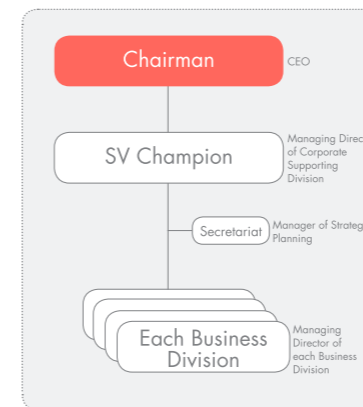 Chairman
CEO
SV Champion
Managing Direc
of Corporate
Supporting
Division
Secretariat
Manager of Strateg
Planning
Each Business
Division
Managing
Director of
each Business
Division